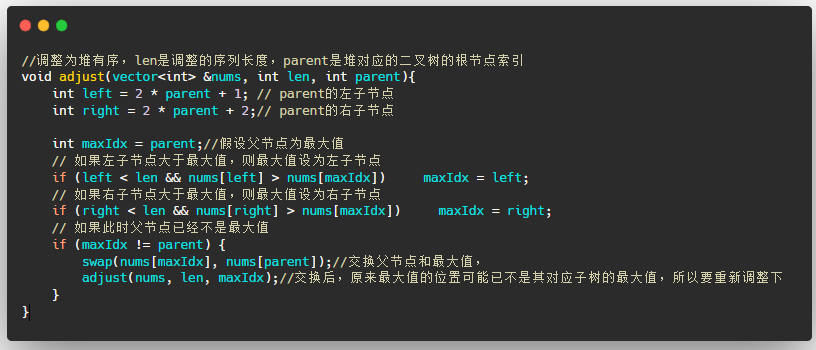 //调整为堆有序，len是调整的序列长度，parent是堆对应的二叉树的根节点索引
void adjust(vector<int> &nums, int len, int parent){
    int left = 2 * parent + 1; // parent的左子节点
    int right = 2 * parent + 2;// parent的右子节点

    int maxIdx = parent;//假设父节点为最大值
    // 如果左子节点大于最大值，则最大值设为左子节点
    if (left < len && nums[left] > nums[maxIdx])     maxIdx = left;
    // 如果右子节点大于最大值，则最大值设为右子节点
    if (right < len && nums[right] > nums[maxIdx])     maxIdx = right;
    // 如果此时父节点已经不是最大值
    if (maxIdx != parent) {
        swap(nums[maxIdx], nums[parent]);//交换父节点和最大值，
        adjust(nums, len, maxIdx);//交换后，原来最大值的位置可能已不是其对应子树的最大值，所以要重新调整下
    }
}